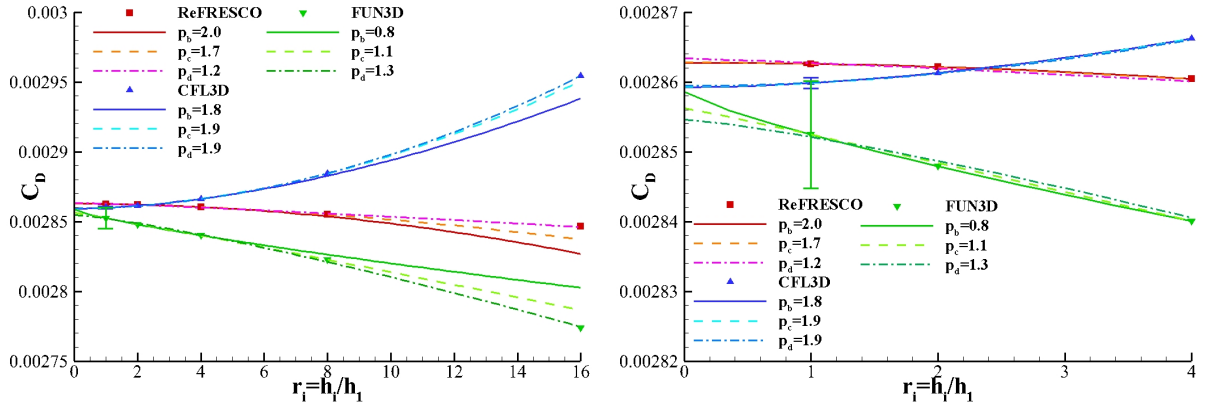 0.003
0.00295
0.0029
0.00285
0.0028
0.00275
C_D
0 2 4 6 8 10 12 14 16
r_i=h_i/h_1
ReFRESCO
p_b=2.0
p_c=1.7
p_d=1.2
CFL3D
p_b=1.8
p_c=1.9
p_d=1.9
FUN3D
p_b=0.8
p_c=1.1
p_d=1.3
0.00287
0.00286
0.00285
0.00284
0.00283
0.00282
C_D
0 1 2 3 4
r_i=h_i/h_1
ReFRESCO
p_b=2.0
p_c=1.7
p_d=1.2
CFL3D
p_b=1.8
p_c=1.9
p_d=1.9
FUN3D
p_b=0.8
p_c=1.1
p_d=1.3